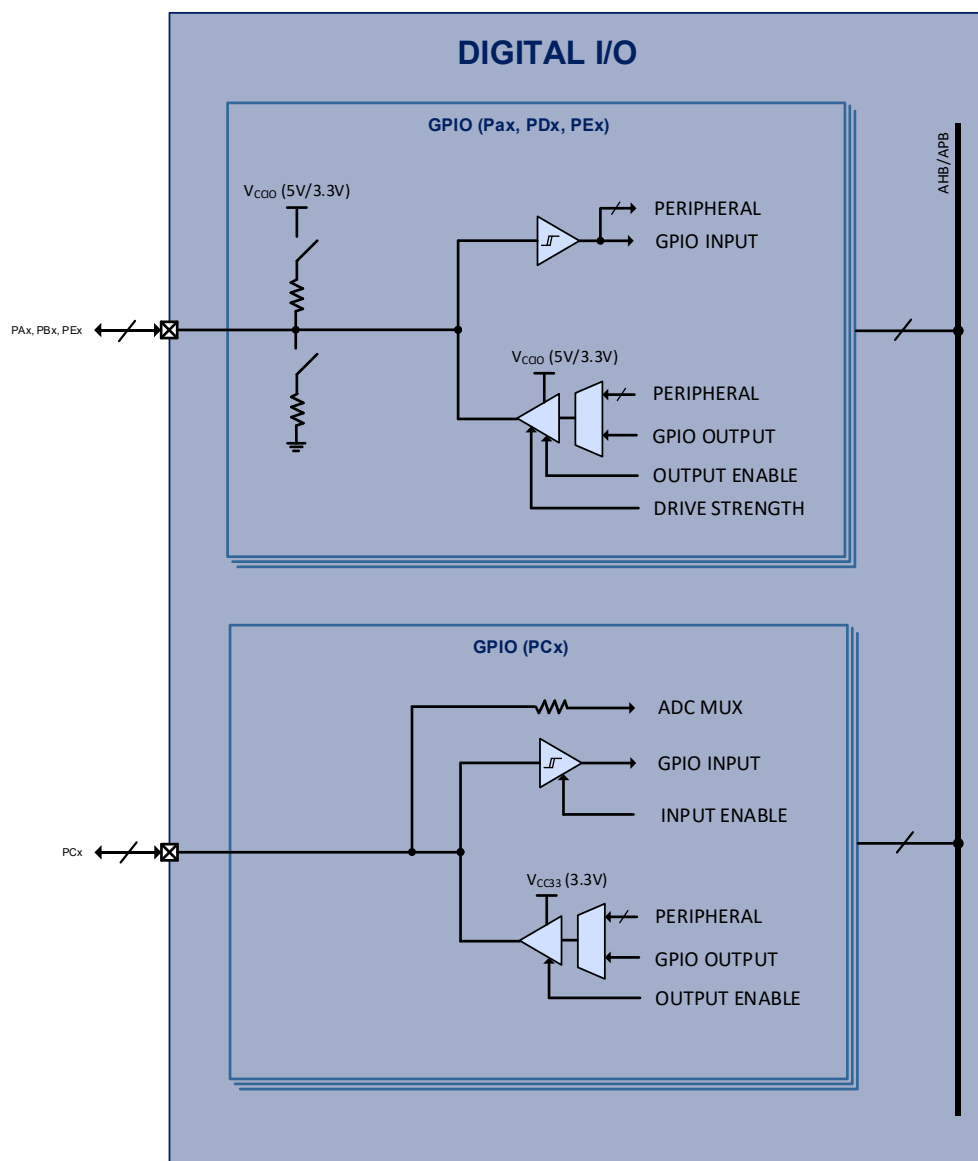 DIGITAL I/O
GPIO (Pax, PDx, PEx)
AHB/APB
VCCIO (5V/3.3V)
PERIPHERAL
GPIO INPUT
PAx, PBx, PEx
VCCIO (5V/3.3V)
PERIPHERAL
GPIO OUTPUT
OUTPUT ENABLE
DRIVE STRENGTH
GPIO (PCx)
ADC MUX
GPIO INPUT
INPUT ENABLE
PCx
VCC33 (3.3V)
PERIPHERAL
GPIO OUTPUT
OUTPUT ENABLE